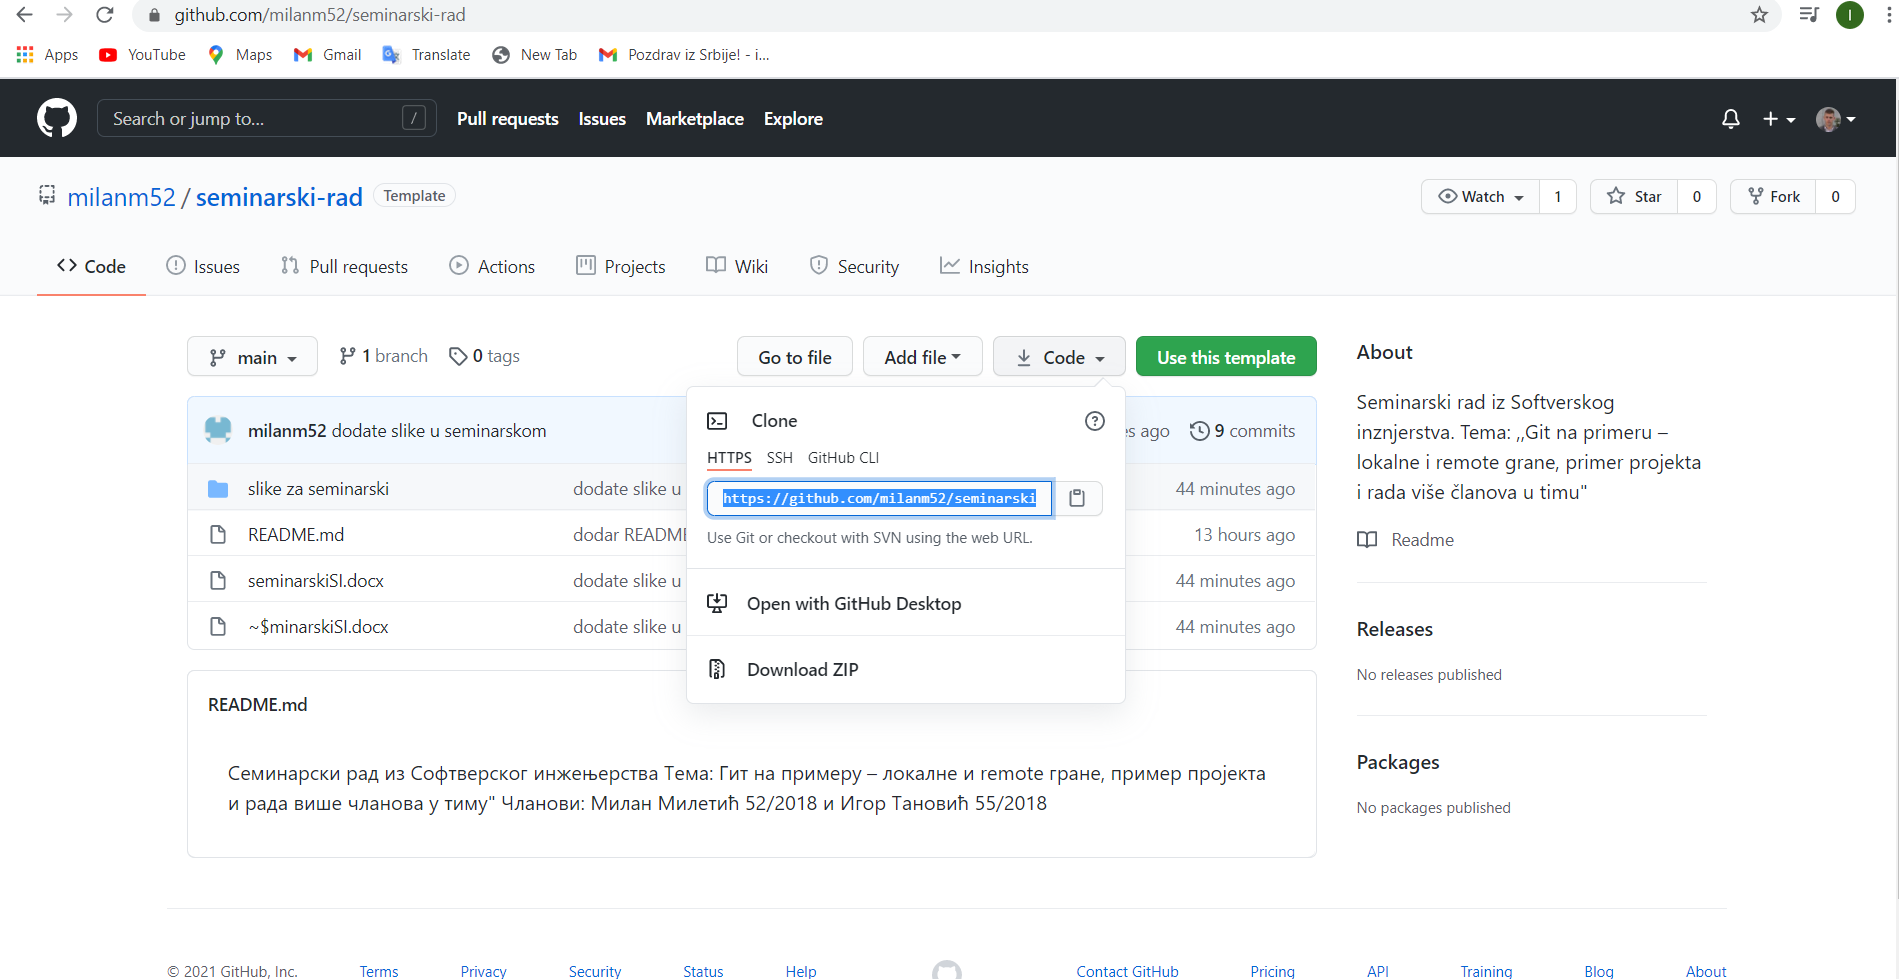 github.com/milanm52/seminarski-rad
I
Apps YouTube Maps Gmail Translate New Tab Pozdrav iz Srbije! - i...
Search or jump to... / Pull requests Issues Marketplace Explore
milanm52 / seminarski-rad Template
Watch 1 Star 0 Fork 0
Code Issues Pull requests Actions Projects Wiki Security Insights
main 1 branch 0 tags Go to file Add file Code Use this template
milanm52 dodate slike u seminarskom
ago 9 commits
slike za seminarski dodate slike u 44 minutes ago
README.md dodar README 13 hours ago
seminarskiSI.docx dodate slike u 44 minutes ago
~$minarskiSI.docx dodate slike u 44 minutes ago
Clone
HTTPS SSH GitHub CLI
https://github.com/milanm52/seminarski
Use Git or checkout with SVN using the web URL.
Open with GitHub Desktop
Download ZIP
README.md
Семинарски рад из Софтверског инжењерства Тема: Гит на примеру – локалне и remote гране, пример пројекта
и рада више чланова у тиму" Чланови: Милан Милетић 52/2018 и Игор Тановић 55/2018
About
Seminarski rad iz Softverskog
inznjerstva. Tema: ,,Git na primeru –
lokalne i remote grane, primer projekta
i rada više članova u timu"
Readme
Releases
No releases published
Packages
No packages published
© 2021 GitHub, Inc. Terms Privacy Security Status Help Contact GitHub Pricing API Training Blog About